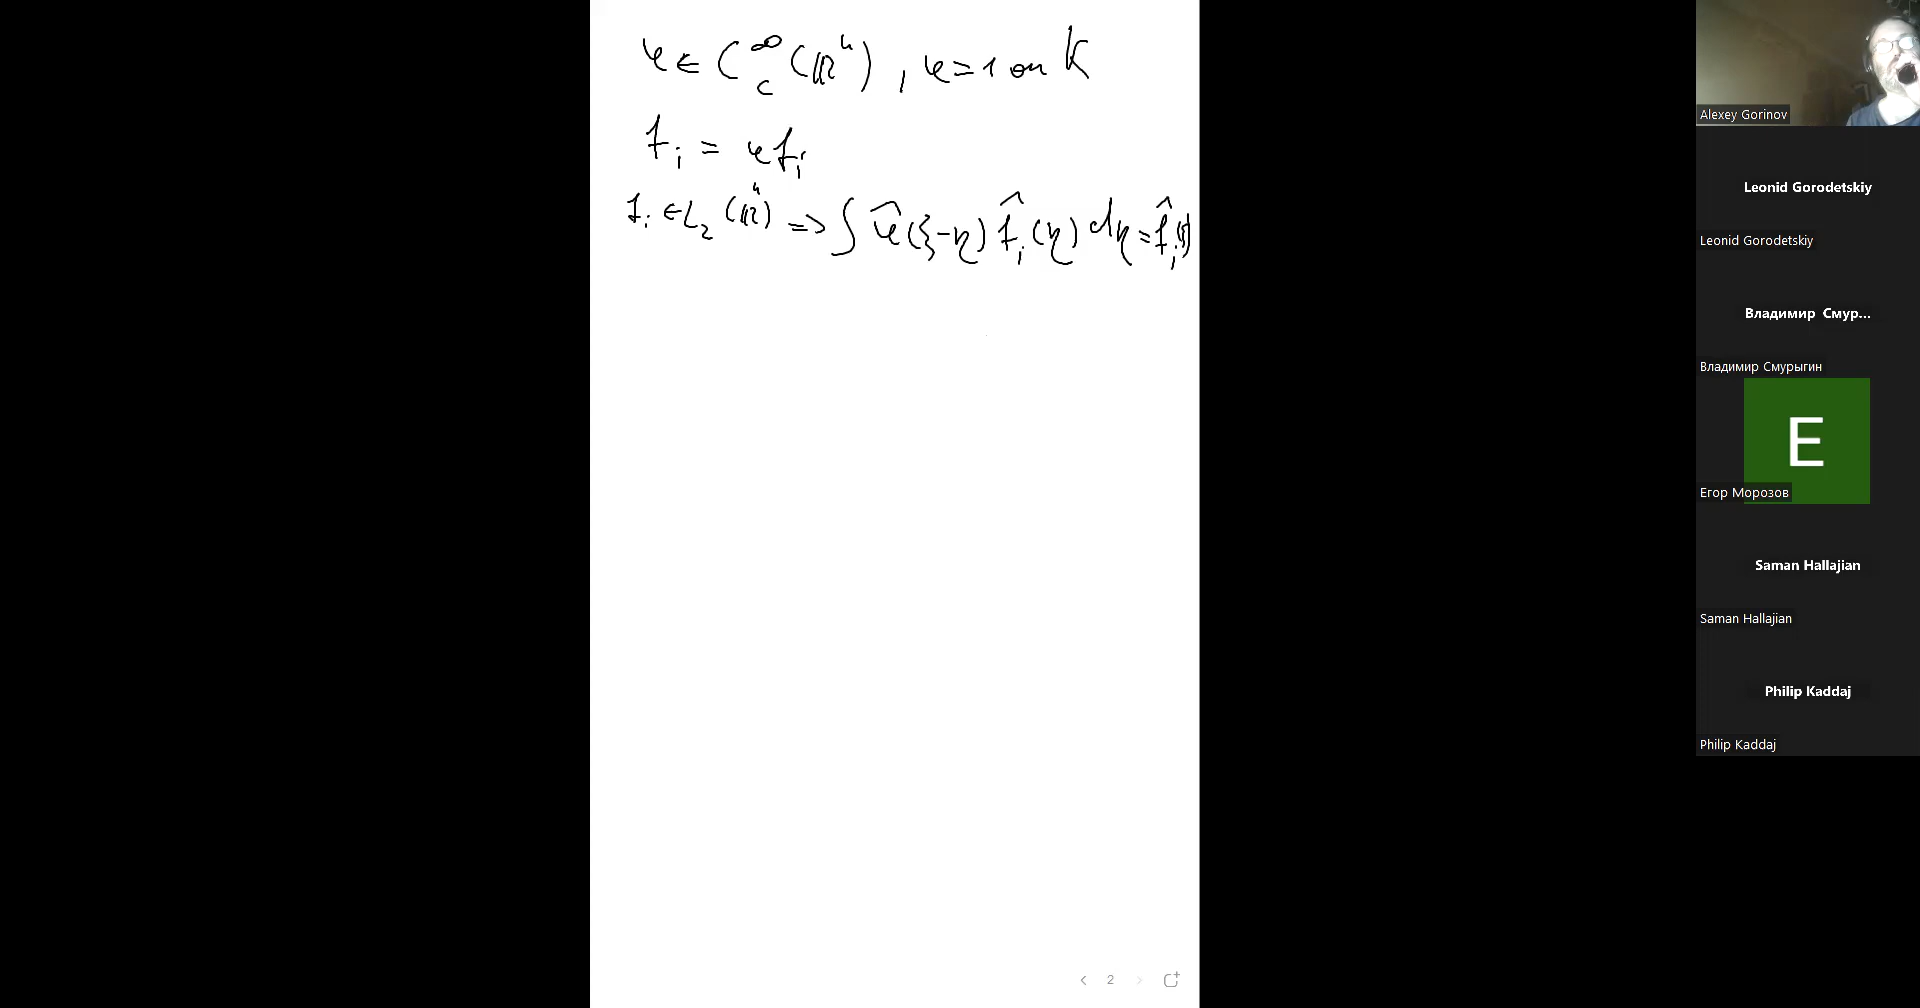 φ ∈ C_c^∞(ℝ^n), φ = 1 on K
f_i = φf_i
f_i ∈ L_2(ℝ^n) => ∫ φ̂(ξ-η) f̂_i(η) dη = f̂_i(ξ)
2
Alexey Gorinov
Leonid Gorodetskiy
Leonid Gorodetskiy
Владимир Смур...
Владимир Смурыгин
E
Егор Морозов
Saman Hallajian
Saman Hallajian
Philip Kaddaj
Philip Kaddaj